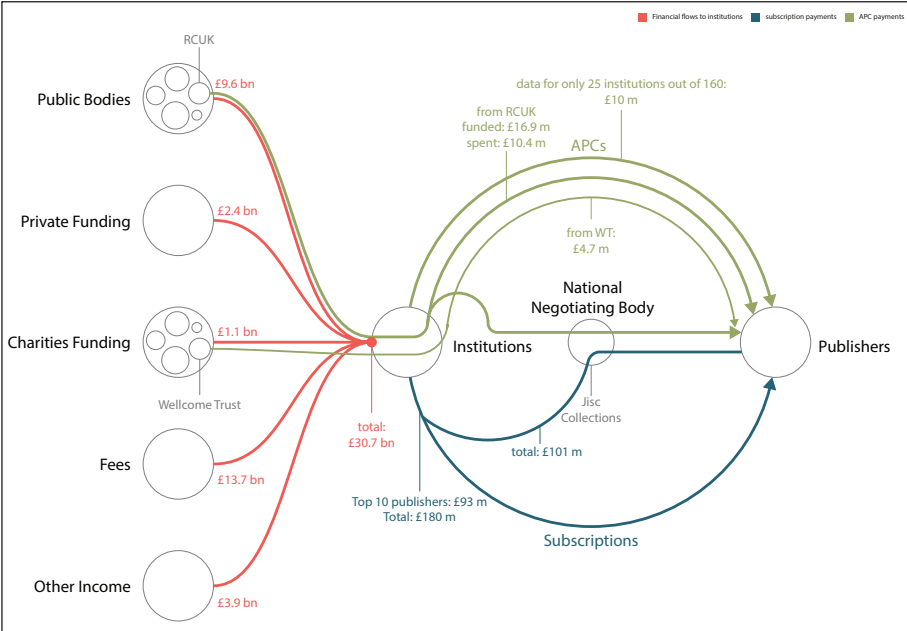 Financial flows to institutions
subscription payments
APC payments
RCUK
£9.6 bn
Public Bodies
data for only 25 institutions out of 160:
£10 m
from RCUK
funded: £16.9 m
spent: £10.4 m
APCs
£2.4 bn
Private Funding
from WT:
£4.7 m
National
Negotiating Body
£1.1 bn
Charities Funding
Institutions
Publishers
Wellcome Trust
Jisc
Collections
total:
£30.7 bn
total: £101 m
Fees
£13.7 bn
Top 10 publishers: £93 m
Total: £180 m
Subscriptions
Other Income
£3.9 bn